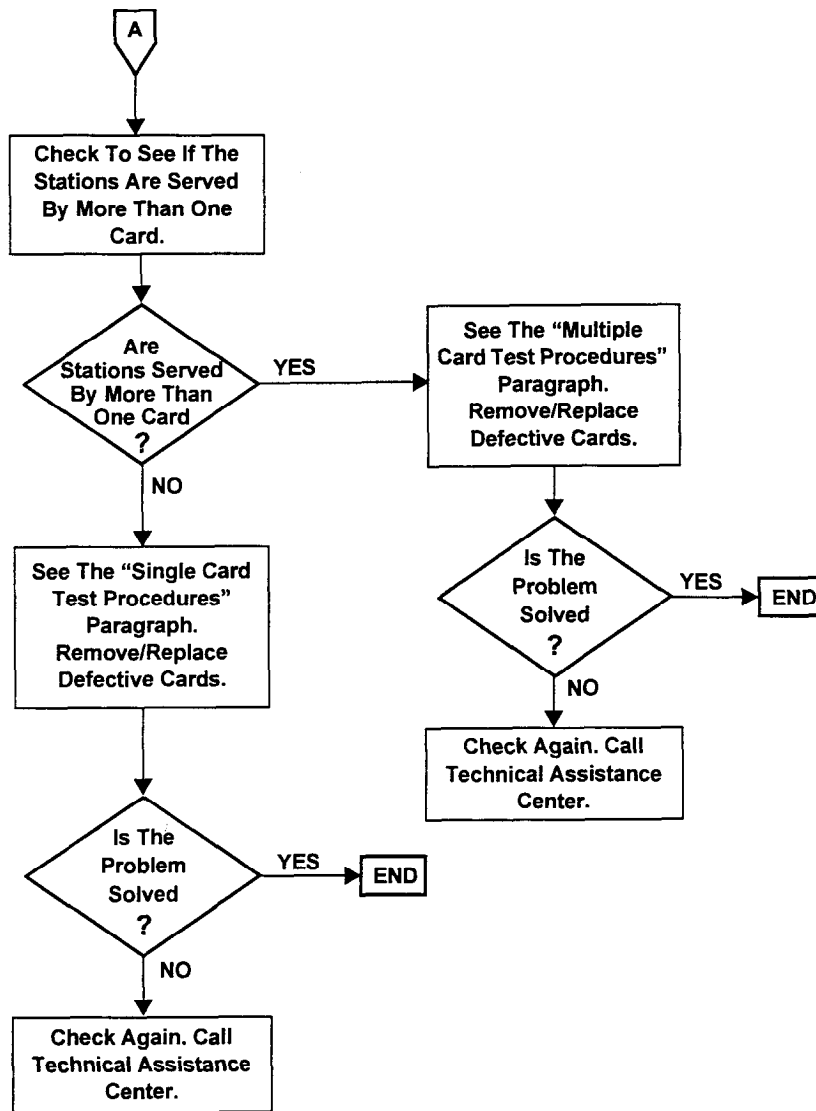 A
Check To See If The
Stations Are Served
By More Than One
Card.
Are
Stations Served
By More Than
One Card
?
YES
See The “Multiple
Card Test Procedures”
Paragraph.
Remove/Replace
Defective Cards.
NO
Is The
Problem
Solved
?
YES
END
NO
Check Again. Call
Technical Assistance
Center.
See The “Single Card
Test Procedures”
Paragraph.
Remove/Replace
Defective Cards.
Is The
Problem
Solved
?
YES
END
NO
Check Again. Call
Technical Assistance
Center.